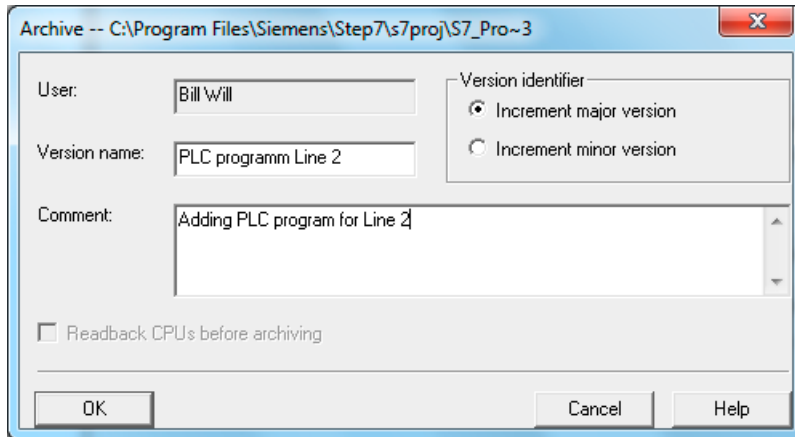 Archive -- C:\Program Files\Siemens\Step7\s7proj\S7_Pro~3
User:
Bill Will
Version identifier
Increment major version
Increment minor version
Version name:
PLC programm Line 2
Comment:
Adding PLC program for Line 2
Readback CPUs before archiving
OK
Cancel
Help